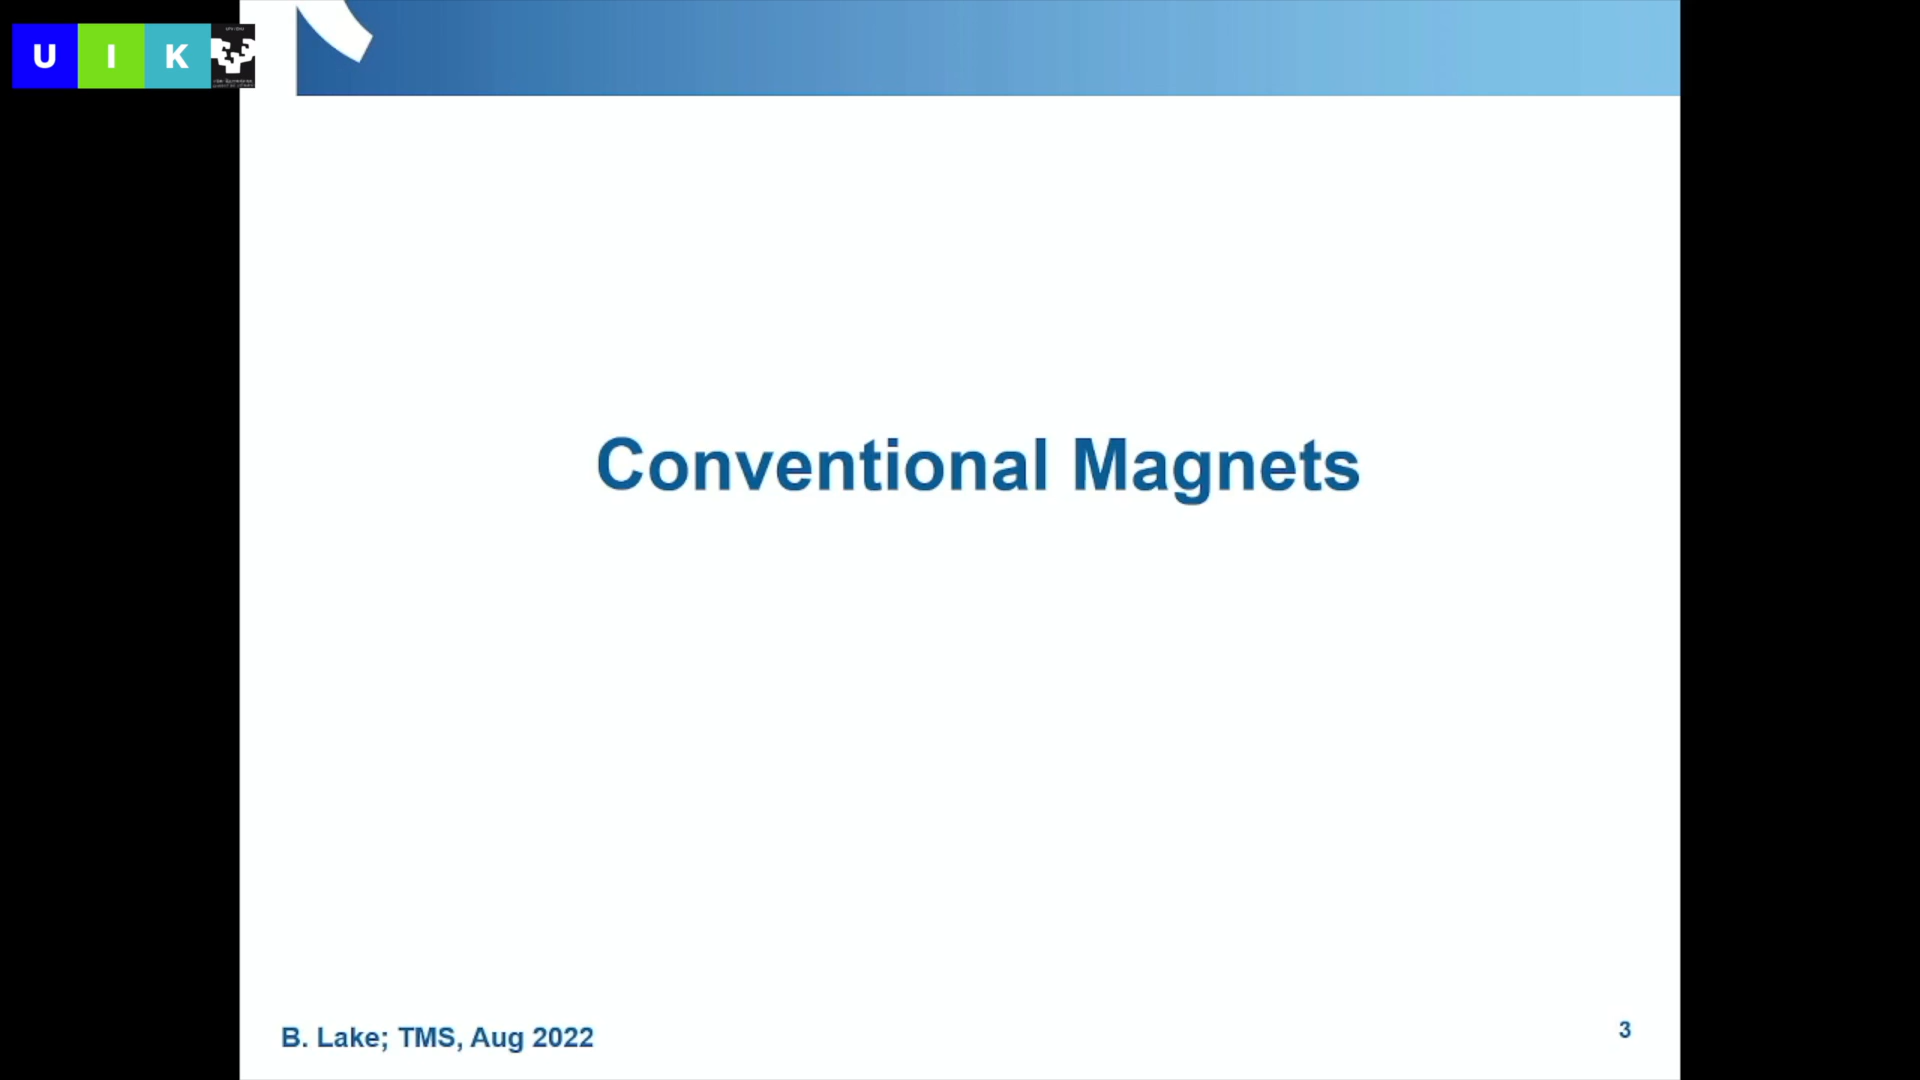 U I K
Conventional Magnets
B. Lake; TMS, Aug 2022
3